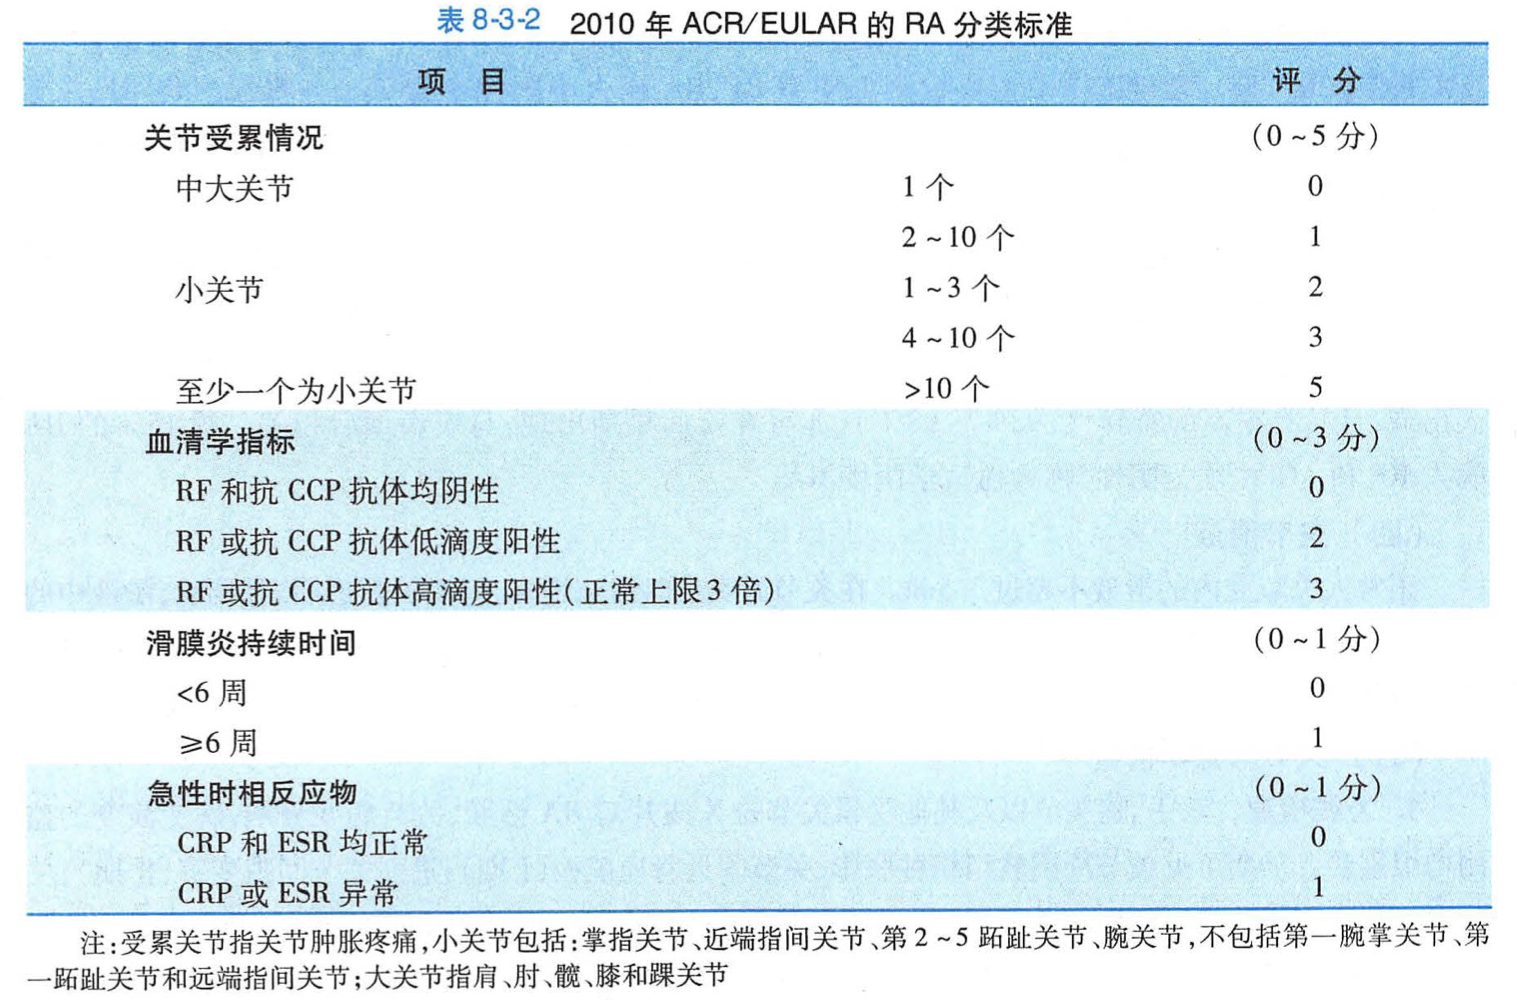 表 8-3-2 2010 年 ACR/EULAR 的 RA 分类标准
项 目 评 分
关节受累情况 (0~5 分)
中大关节 1 个 0
2~10 个 1
小关节 1~3 个 2
4~10 个 3
至少一个为小关节 >10 个 5
血清学指标 (0~3 分)
RF 和抗 CCP 抗体均阴性 0
RF 或抗 CCP 抗体低滴度阳性 2
RF 或抗 CCP 抗体高滴度阳性(正常上限 3 倍) 3
滑膜炎持续时间 (0~1 分)
<6 周 0
≥6 周 1
急性时相反应物 (0~1 分)
CRP 和 ESR 均正常 0
CRP 或 ESR 异常 1
注:受累关节指关节肿胀疼痛,小关节包括:掌指关节、近端指间关节、第 2~5 跖趾关节、腕关节,不包括第一腕掌关节、第
一跖趾关节和远端指间关节;大关节指肩、肘、髋、膝和踝关节